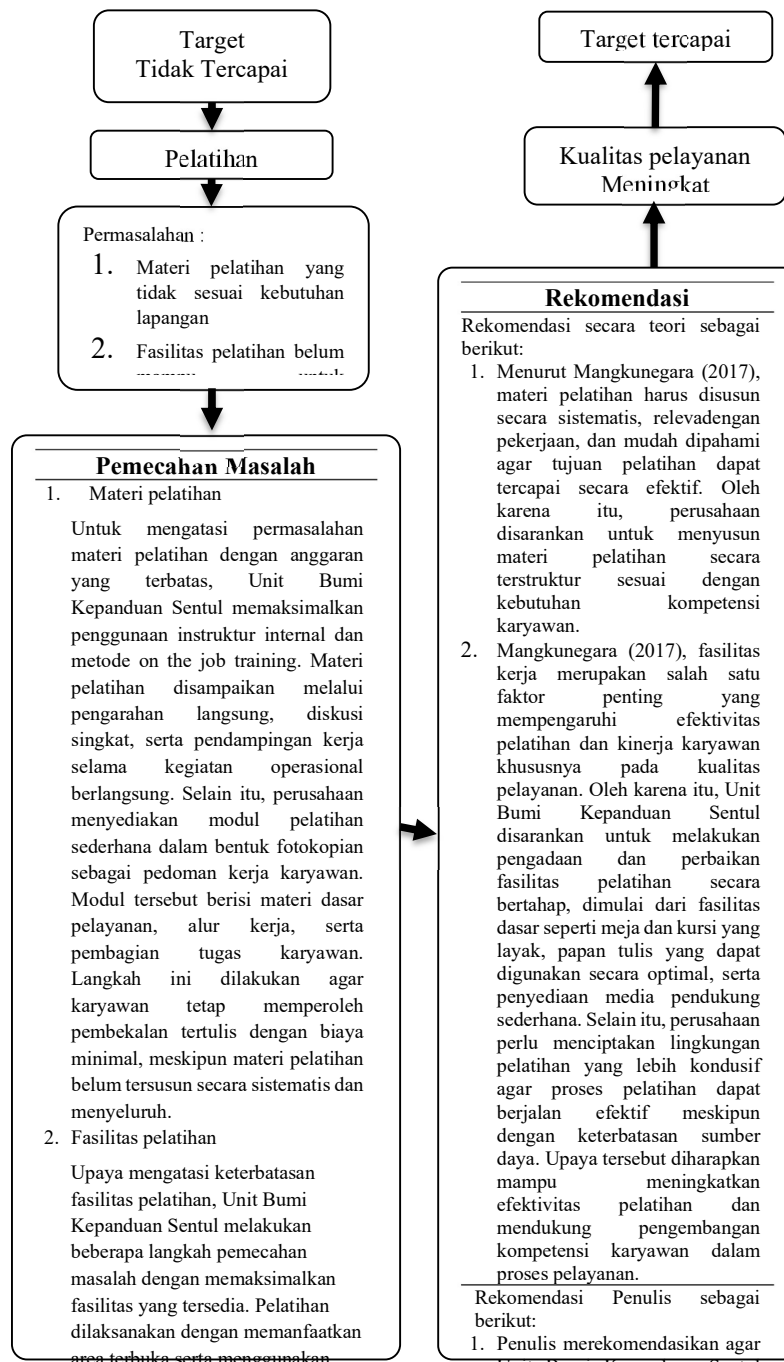 Target
Tidak Tercapai
Pelatihan
Permasalahan :
1. Materi pelatihan yang
tidak sesuai kebutuhan
lapangan
2. Fasilitas pelatihan belum
untuk
Pemecahan Masalah
1. Materi pelatihan
Untuk mengatasi permasalahan
materi pelatihan dengan anggaran
yang terbatas, Unit Bumi
Kepanduan Sentul memaksimalkan
penggunaan instruktur internal dan
metode on the job training. Materi
pelatihan disampaikan melalui
pengarahan langsung, diskusi
singkat, serta pendampingan kerja
selama kegiatan operasional
berlangsung. Selain itu, perusahaan
menyediakan modul pelatihan
sederhana dalam bentuk fotokopian
sebagai pedoman kerja karyawan.
Modul tersebut berisi materi dasar
pelayanan, alur kerja, serta
pembagian tugas karyawan.
Langkah ini dilakukan agar
karyawan tetap memperoleh
pembekalan tertulis dengan biaya
minimal, meskipun materi pelatihan
belum tersusun secara sistematis dan
menyeluruh.
2. Fasilitas pelatihan
Upaya mengatasi keterbatasan
fasilitas pelatihan, Unit Bumi
Kepanduan Sentul melakukan
beberapa langkah pemecahan
masalah dengan memaksimalkan
fasilitas yang tersedia. Pelatihan
dilaksanakan dengan memanfaatkan
area terbuka serta menggunakan
Target tercapai
Kualitas pelayanan
Meningkat
Rekomendasi
Rekomendasi secara teori sebagai
berikut:
1. Menurut Mangkunegara (2017),
materi pelatihan harus disusun
secara sistematis, relevadengan
pekerjaan, dan mudah dipahami
agar tujuan pelatihan dapat
tercapai secara efektif. Oleh
karena itu, perusahaan
disarankan untuk menyusun
materi pelatihan secara
terstruktur sesuai dengan
kebutuhan kompetensi
karyawan.
2. Mangkunegara (2017), fasilitas
kerja merupakan salah satu
faktor penting yang
mempengaruhi efektivitas
pelatihan dan kinerja karyawan
khususnya pada kualitas
pelayanan. Oleh karena itu, Unit
Bumi Kepanduan Sentul
disarankan untuk melakukan
pengadaan dan perbaikan
fasilitas pelatihan secara
bertahap, dimulai dari fasilitas
dasar seperti meja dan kursi yang
layak, papan tulis yang dapat
digunakan secara optimal, serta
penyediaan media pendukung
sederhana. Selain itu, perusahaan
perlu menciptakan lingkungan
pelatihan yang lebih kondusif
agar proses pelatihan dapat
berjalan efektif meskipun
dengan keterbatasan sumber
daya. Upaya tersebut diharapkan
mampu meningkatkan
efektivitas pelatihan dan
mendukung pengembangan
kompetensi karyawan dalam
proses pelayanan.
Rekomendasi Penulis sebagai
berikut:
1. Penulis merekomendasikan agar
Unit Bumi Kepanduan Sentul